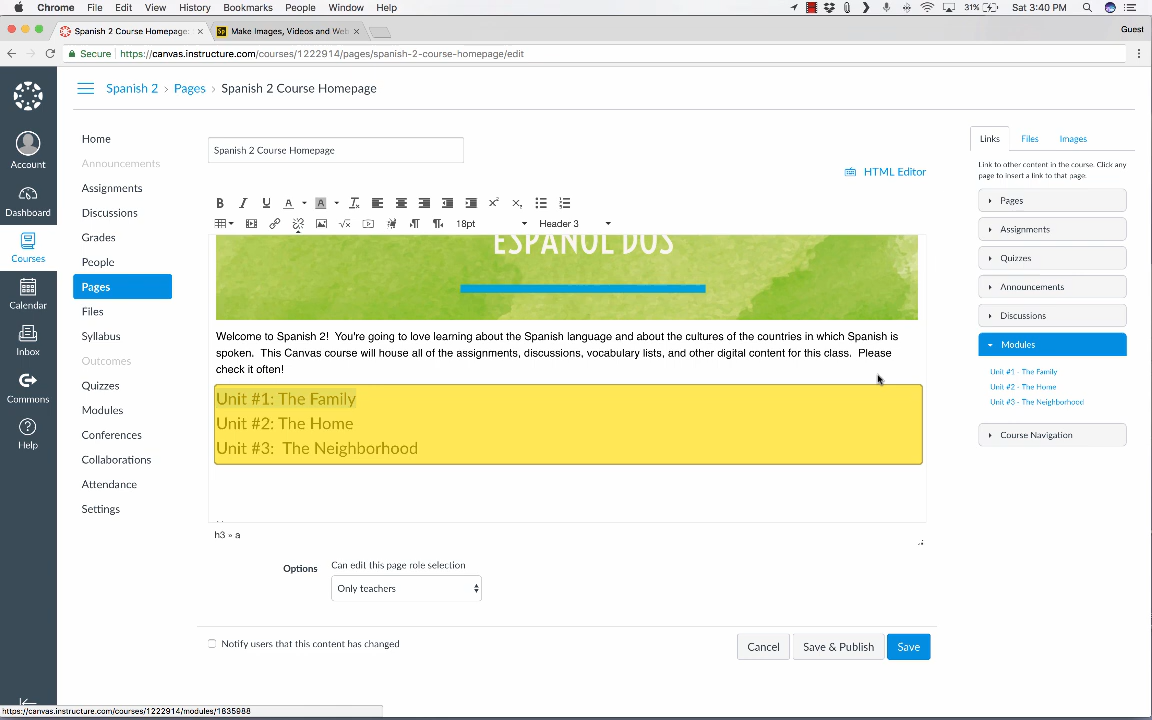 Chrome File Edit View History Bookmarks People Window Help 31% Sat 3:40 PM
Spanish 2 Course Homepage: Make Images, Videos and Web Guest
Secure https://canvas.instructure.com/courses/1222914/pages/spanish-2-course-homepage/edit
Spanish 2 > Pages > Spanish 2 Course Homepage
Account
Dashboard
Courses
Calendar
Inbox
Commons
Help
Home
Announcements
Assignments
Discussions
Grades
People
Pages
Files
Syllabus
Outcomes
Quizzes
Modules
Conferences
Collaborations
Attendance
Settings
Spanish 2 Course Homepage
HTML Editor
B I U A A
18pt Header 3
ESPAÑOL DOS
Welcome to Spanish 2! You're going to love learning about the Spanish language and about the cultures of the countries in which Spanish is
spoken. This Canvas course will house all of the assignments, discussions, vocabulary lists, and other digital content for this class. Please
check it often!
Unit #1: The Family
Unit #2: The Home
Unit #3: The Neighborhood
h3 » a
Options Can edit this page role selection
Only teachers
Notify users that this content has changed
Cancel Save & Publish Save
Links Files Images
Link to other content in the course. Click any
page to insert a link to that page.
Pages
Assignments
Quizzes
Announcements
Discussions
Modules
Unit #1 - The Family
Unit #2 - The Home
Unit #3 - The Neighborhood
Course Navigation
https://canvas.instructure.com/courses/1222914/modules/1635988